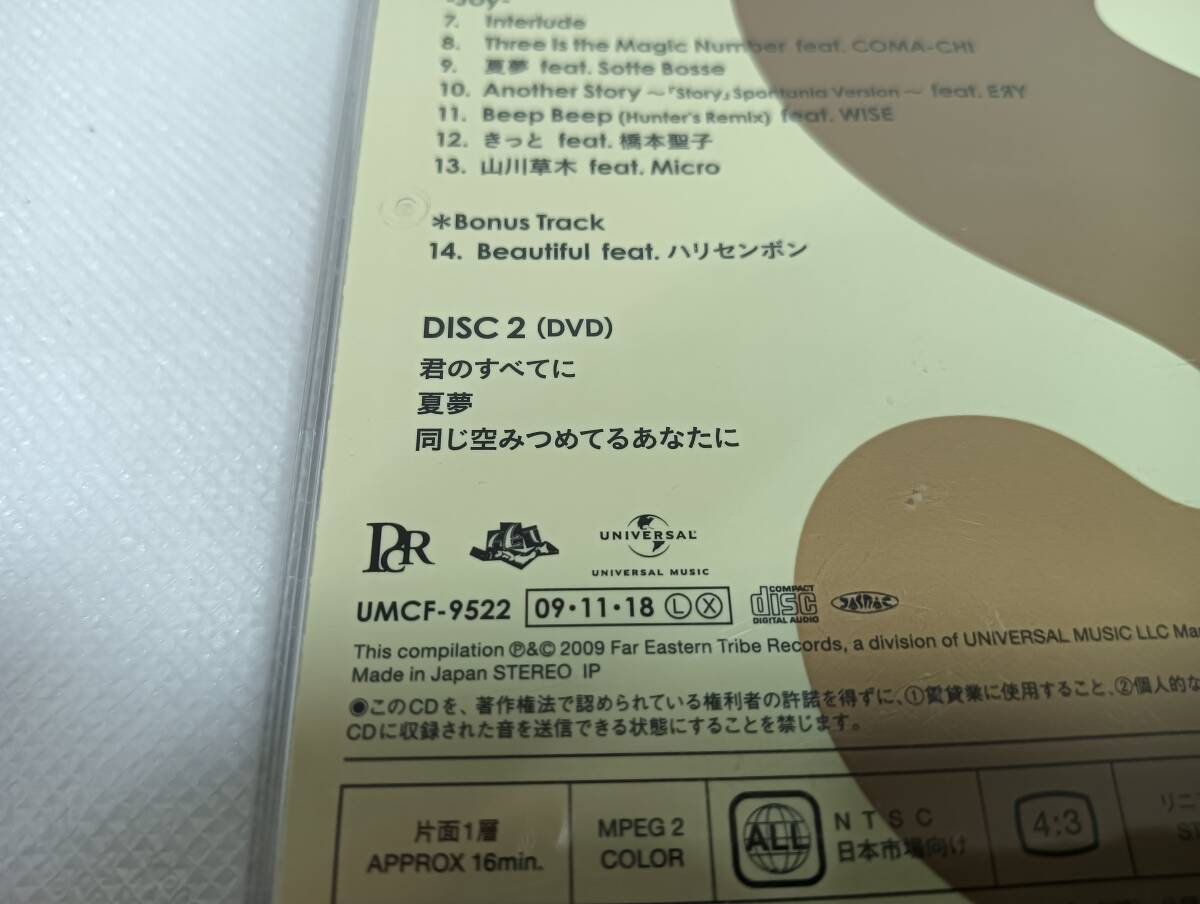 -Joy-
7. Interlude
8. Three Is the Magic Number feat. COMA-CHI
9. 夏夢 feat. Sotte Bosse
10. Another Story ～「Story」Spontania Version～ feat. EЯY
11. Beep Beep (Hunter's Remix) feat. WISE
12. きっと feat. 橋本聖子
13. 山川草木 feat. Micro
＊Bonus Track
14. Beautiful feat. ハリセンボン
DISC 2 (DVD)
君のすべてに
夏夢
同じ空みつめてるあなたに
PCR
UNIVERSAL
UNIVERSAL MUSIC
UMCF-9522 09・11・18 Ⓛ Ⓧ COMPACT disc DIGITAL AUDIO JASRAC
This compilation ℗&© 2009 Far Eastern Tribe Records, a division of UNIVERSAL MUSIC LLC
Made in Japan STEREO IP
◉このCDを、著作権法で認められている権利者の許諾を得ずに、①賃貸業に使用すること、②個人的な
CDに収録された音を送信できる状態にすることを禁じます。
片面1層
APPROX 16min.
MPEG 2
COLOR
ALL
NTSC
日本市場向け
4:3
リニ